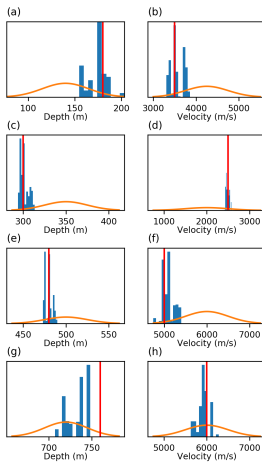 (a) (b)
100 150 200 3000 4000 5000
Depth (m) Velocity (m/s)
(c) (d)
300 350 400 1000 2000 3000
Depth (m) Velocity (m/s)
(e) (f)
450 500 550 5000 6000 7000
Depth (m) Velocity (m/s)
(g) (h)
700 750 5000 6000 7000
Depth (m) Velocity (m/s)